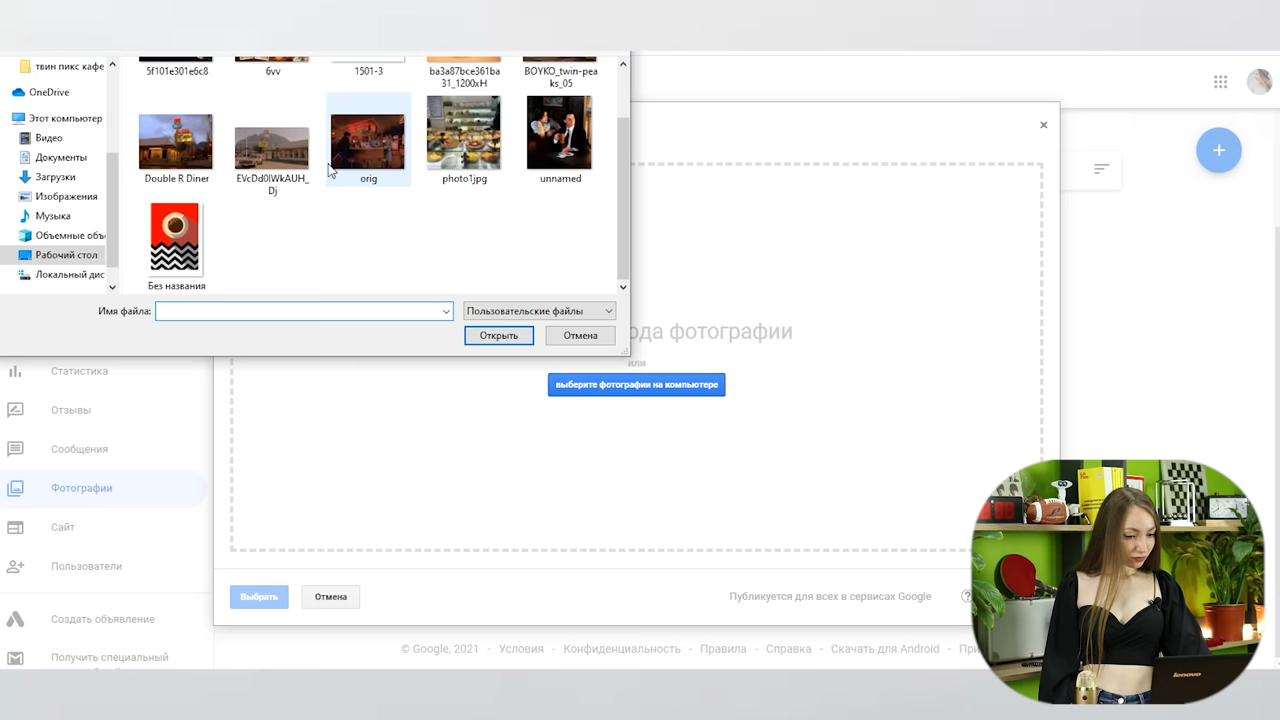 твин пикс кафе
OneDrive
Этот компьютер
Видео
Документы
Загрузки
Изображения
Музыка
Объемные объ
Рабочий стол
Локальный дис
5f101e301e6c8
6vv
1501-3
ba3a87bce361ba
31_1200xH
BOYKO_twin-pea
ks_05
Double R Diner
EVcDd0IWkAUH_
Dj
orig
photo1jpg
unnamed
Без названия
Имя файла:
Пользовательские файлы
Открыть
Отмена
ода фотографии
или
выберите фотографии на компьютере
Статистика
Отзывы
Сообщения
Фотографии
Сайт
Пользователи
Создать объявление
Получить специальный
Выбрать
Отмена
Публикуется для всех в сервисах Google
© Google, 2021 - Условия - Конфиденциальность - Правила - Справка - Скачать для Android - При
lenovo